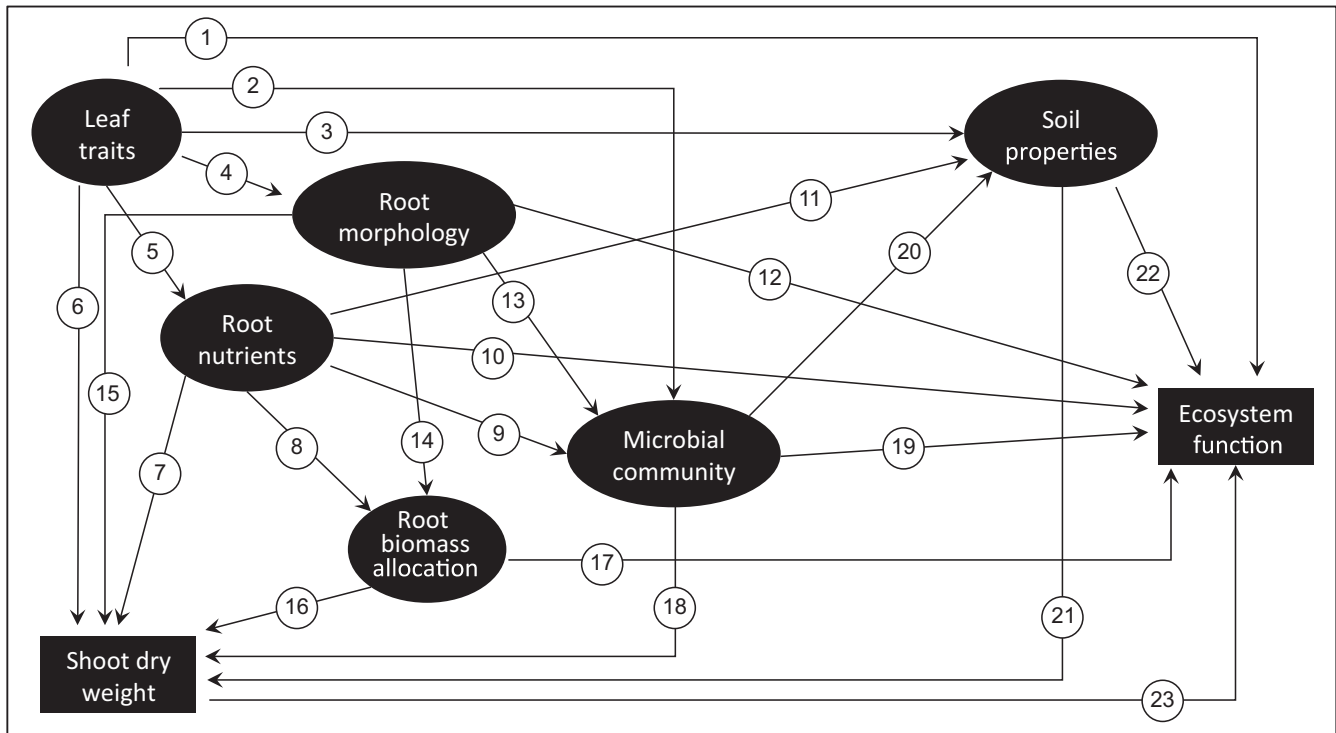 1
2
Leaf
traits
3
Soil
properties
4
Root
morphology
11
5
20
12
22
6
13
Root
nutrients
10
15
Ecosystem
function
9
14
8
Microbial
community
19
7
Root
biomass
allocation
17
16
18
21
Shoot dry
weight
23